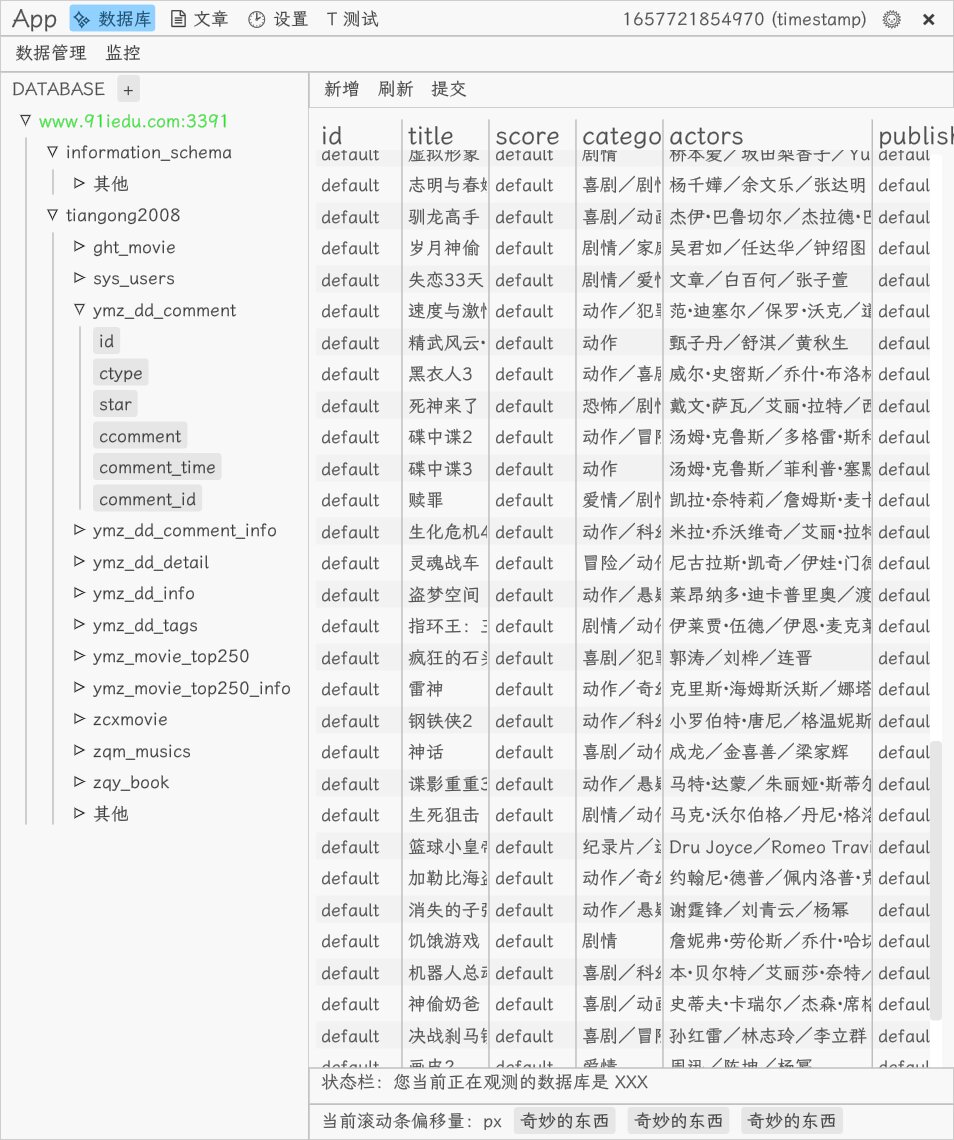 App 数据库 文章 设置 T 测试 1657721854970 (timestamp)
数据管理 监控
DATABASE +
www.91iedu.com:3391
information_schema
其他
tiangong2008
ght_movie
sys_users
ymz_dd_comment
id
ctype
star
ccomment
comment_time
comment_id
ymz_dd_comment_info
ymz_dd_detail
ymz_dd_info
ymz_dd_tags
ymz_movie_top250
ymz_movie_top250_info
zcxmovie
zqm_musics
zqy_book
其他
新增 刷新 提交
id title score catego actors publish
default 虚拟形象 default 剧情 桥本爱／坂田梨香子／Yu defaul
default 志明与春 default 喜剧／剧 杨千嬅／余文乐／张达明 defaul
default 驯龙高手 default 喜剧／动 杰伊·巴鲁切尔／杰拉德· defaul
default 岁月神偷 default 剧情／家 吴君如／任达华／钟绍图 defaul
default 失恋33天 default 剧情／爱 文章／白百何／张子萱 defaul
default 速度与激 default 动作／犯 范·迪塞尔／保罗·沃克／ defaul
default 精武风云· default 动作 甄子丹／舒淇／黄秋生 defaul
default 黑衣人3 default 动作／喜 威尔·史密斯／乔什·布洛 defaul
default 死神来了 default 恐怖／剧 戴文·萨瓦／艾丽·拉特／ defaul
default 碟中谍2 default 动作／冒 汤姆·克鲁斯／多格雷·斯 defaul
default 碟中谍3 default 动作 汤姆·克鲁斯／菲利普·塞 defaul
default 赎罪 default 爱情／剧 凯拉·奈特莉／詹姆斯·麦 defaul
default 生化危机4 default 动作／科 米拉·乔沃维奇／艾丽·拉 defaul
default 灵魂战车 default 冒险／动 尼古拉斯·凯奇／伊娃·门 defaul
default 盗梦空间 default 动作／悬 莱昂纳多·迪卡普里奥／渡 defaul
default 指环王： default 剧情／动 伊莱贾·伍德／伊恩·麦克 defaul
default 疯狂的石 default 喜剧／犯 郭涛／刘桦／连晋 defaul
default 雷神 default 动作／奇 克里斯·海姆斯沃斯／娜塔 defaul
default 钢铁侠2 default 动作／科 小罗伯特·唐尼／格温妮斯 defaul
default 神话 default 喜剧／动 成龙／金喜善／梁家辉 defaul
default 谍影重重3 default 动作／悬 马特·达蒙／朱丽娅·斯蒂 defaul
default 生死狙击 default 剧情／动 马克·沃尔伯格／丹尼·格 defaul
default 篮球小皇 default 纪录片／ Dru Joyce／Romeo Travi defaul
default 加勒比海 default 动作／奇 约翰尼·德普／佩内洛普· defaul
default 消失的子 default 动作／悬 谢霆锋／刘青云／杨幂 defaul
default 饥饿游戏 default 剧情 詹妮弗·劳伦斯／乔什·哈 defaul
default 机器人总 default 喜剧／科 本·贝尔特／艾丽莎·奈特／ defaul
default 神偷奶爸 default 喜剧／动 史蒂夫·卡瑞尔／杰森·席 defaul
default 决战刹马 default 喜剧／冒 孙红雷／林志玲／李立群 defaul
default 画皮2 default 爱情 周迅／陈坤／杨幂 defaul
状态栏：您当前正在观测的数据库是 XXX
当前滚动条偏移量：px 奇妙的东西 奇妙的东西 奇妙的东西